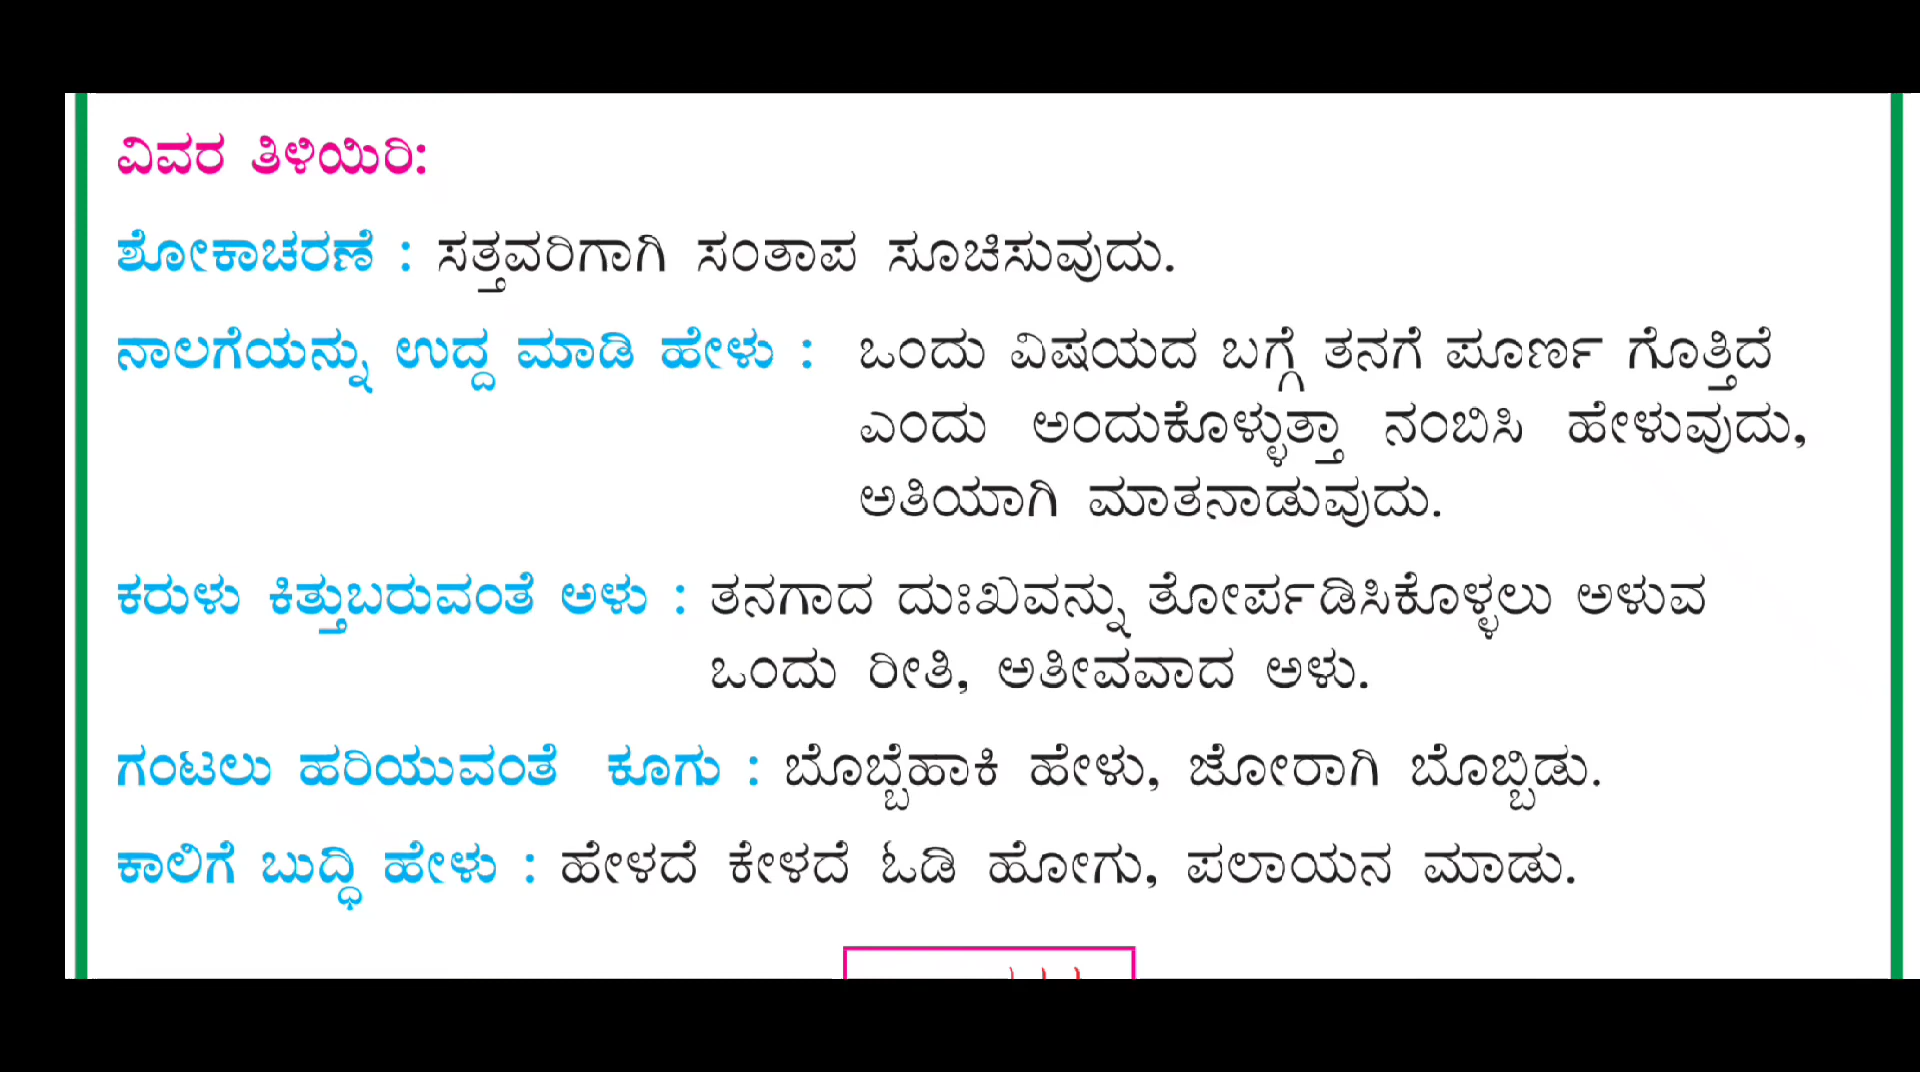 ವಿವರ ತಿಳಿಯಿರಿ:
ಶೋಕಾಚರಣೆ : ಸತ್ತವರಿಗಾಗಿ ಸಂತಾಪ ಸೂಚಿಸುವುದು.
ನಾಲಗೆಯನ್ನು ಉದ್ದ ಮಾಡಿ ಹೇಳು : ಒಂದು ವಿಷಯದ ಬಗ್ಗೆ ತನಗೆ ಪೂರ್ಣ ಗೊತ್ತಿದೆ
ಎಂದು ಅಂದುಕೊಳ್ಳುತ್ತಾ ನಂಬಿಸಿ ಹೇಳುವುದು,
ಅತಿಯಾಗಿ ಮಾತನಾಡುವುದು.
ಕರುಳು ಕಿತ್ತುಬರುವಂತೆ ಅಳು : ತನಗಾದ ದುಃಖವನ್ನು ತೋರ್ಪಡಿಸಿಕೊಳ್ಳಲು ಅಳುವ
ಒಂದು ರೀತಿ, ಅತೀವವಾದ ಅಳು.
ಗಂಟಲು ಹರಿಯುವಂತೆ ಕೂಗು : ಬೊಬ್ಬೆಹಾಕಿ ಹೇಳು, ಜೋರಾಗಿ ಬೊಬ್ಬಿಡು.
ಕಾಲಿಗೆ ಬುದ್ಧಿ ಹೇಳು : ಹೇಳದೆ ಕೇಳದೆ ಓಡಿ ಹೋಗು, ಪಲಾಯನ ಮಾಡು.